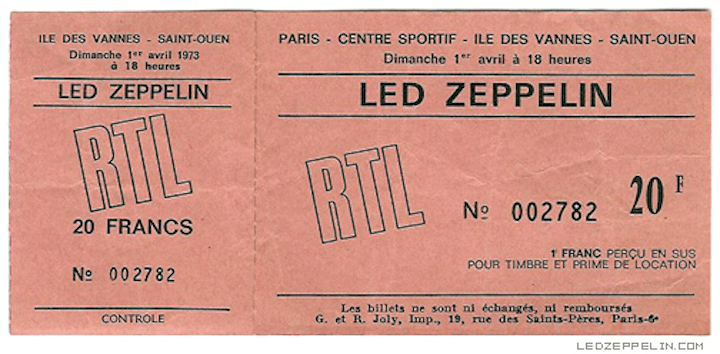 ILE DES VANNES - SAINT-OUEN
Dimanche 1er avril 1973
à 18 heures
LED ZEPPELIN
RTL
20 FRANCS
No 002782
CONTROLE
PARIS - CENTRE SPORTIF - ILE DES VANNES - SAINT-OUEN
Dimanche 1er avril à 18 heures
LED ZEPPELIN
RTL
No 002782
20 F
1 FRANC PERÇU EN SUS
POUR TIMBRE ET PRIME DE LOCATION
Les billets ne sont ni échangés, ni remboursés
G. et R. Joly, Imp., 19, rue des Saints-Pères, Paris-6e
LEDZEPPELIN.COM